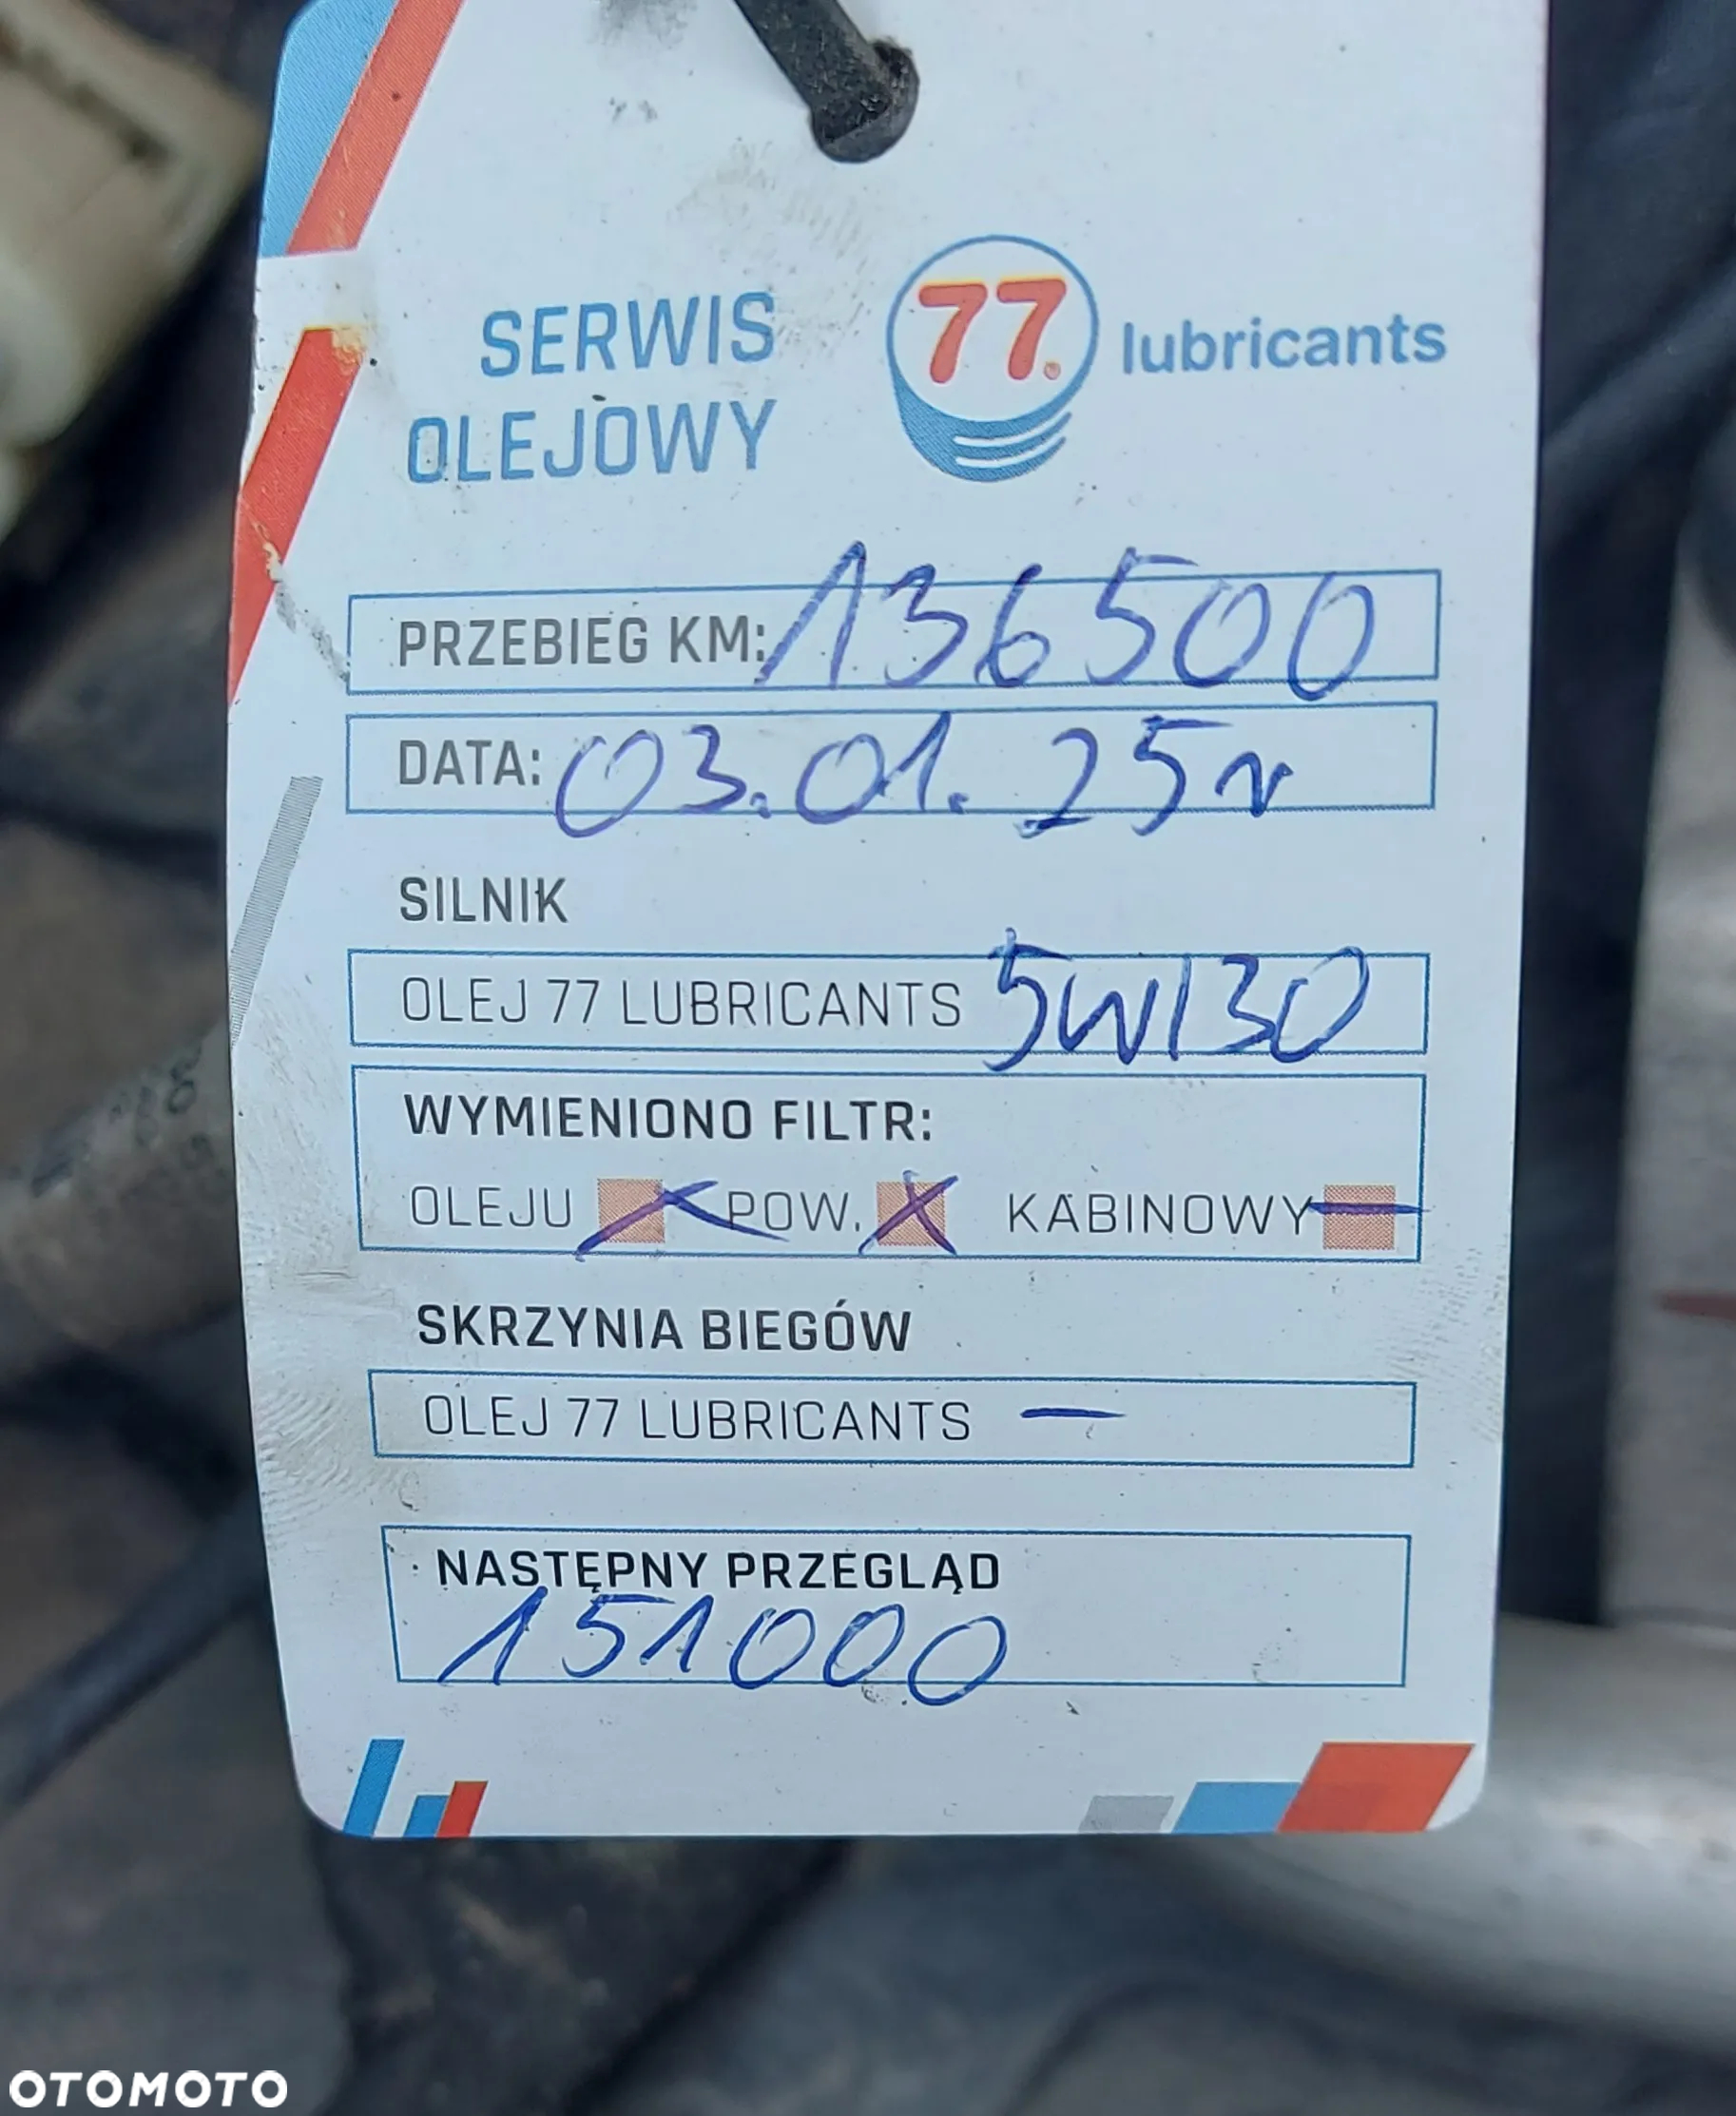 SERWIS
OLEJOWY
77. lubricants
PRZEBIEG KM: 136500
DATA: 03.01.25r
SILNIK
OLEJ 77 LUBRICANTS 5W30
WYMIENIONO FILTR:
OLEJU X POW. X KABINOWY —
SKRZYNIA BIEGÓW
OLEJ 77 LUBRICANTS —
NASTĘPNY PRZEGLĄD
151000
OTOMOTO